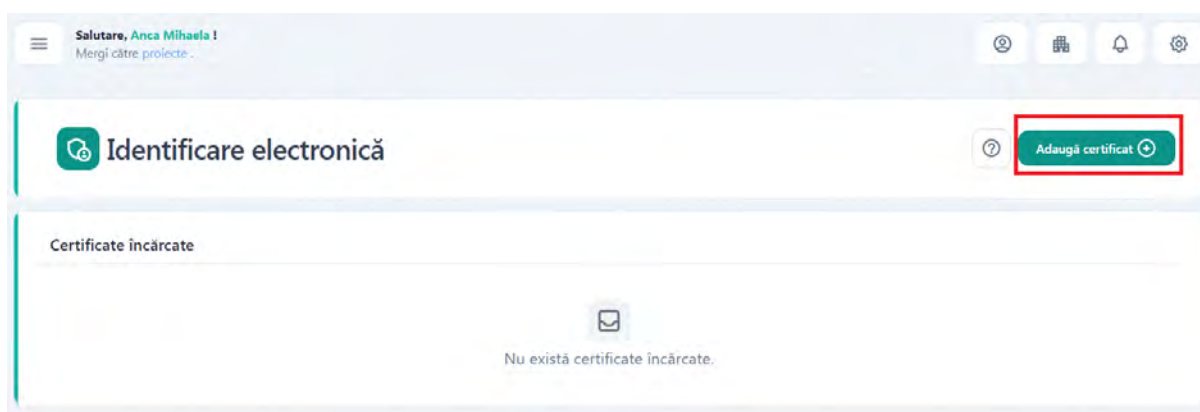 Salutare, Anca Mihaela !
Mergi către proiecte .
Identificare electronică
Adaugă certificat
Certificate încărcate
Nu există certificate încărcate.